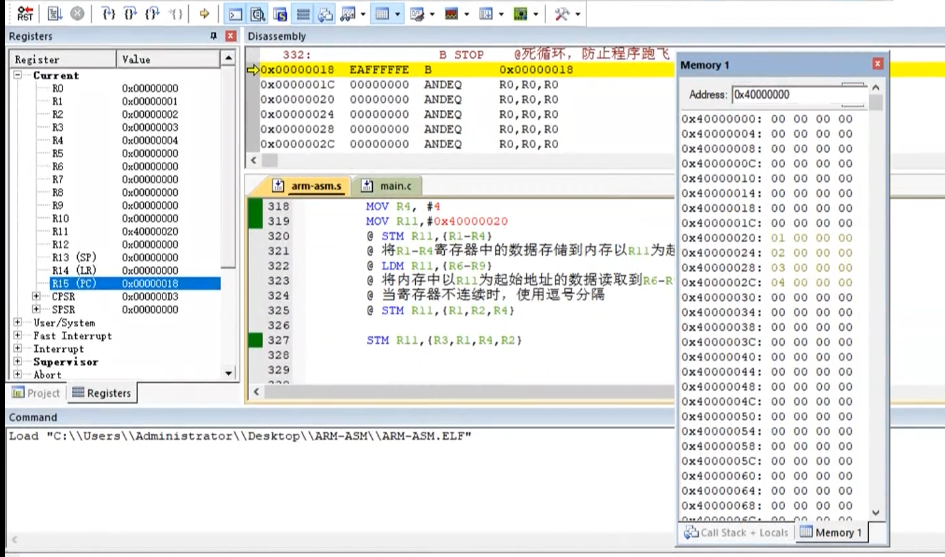 RST
Registers
Register Value
Current
R0 0x00000000
R1 0x00000001
R2 0x00000002
R3 0x00000003
R4 0x00000004
R5 0x00000000
R6 0x00000000
R7 0x00000000
R8 0x00000000
R9 0x00000000
R10 0x00000000
R11 0x40000020
R12 0x00000000
R13 (SP) 0x00000000
R14 (LR) 0x00000000
R15 (PC) 0x00000018
CPSR 0x000000D3
SPSR 0x00000000
User/System
Fast Interrupt
Interrupt
Supervisor
Abort
Project Registers
Disassembly
332: B STOP @死循环，防止程序跑飞
0x00000018 EAFFFFFE B 0x00000018
0x0000001C 00000000 ANDEQ R0,R0,R0
0x00000020 00000000 ANDEQ R0,R0,R0
0x00000024 00000000 ANDEQ R0,R0,R0
0x00000028 00000000 ANDEQ R0,R0,R0
0x0000002C 00000000 ANDEQ R0,R0,R0
arm-asm.s main.c
318 MOV R4, #4
319 MOV R11,#0x40000020
320 @ STM R11,{R1-R4}
321 @ 将R1-R4寄存器中的数据存储到内存以R11为起
322 @ LDM R11,{R6-R9}
323 @ 将内存中以R11为起始地址的数据读取到R6-R
324 @ 当寄存器不连续时，使用逗号分隔
325 @ STM R11,{R1,R2,R4}
326
327 STM R11,{R3,R1,R4,R2}
328
329
Memory 1
Address: 0x40000000
0x40000000: 00 00 00 00
0x40000004: 00 00 00 00
0x40000008: 00 00 00 00
0x4000000C: 00 00 00 00
0x40000010: 00 00 00 00
0x40000014: 00 00 00 00
0x40000018: 00 00 00 00
0x4000001C: 00 00 00 00
0x40000020: 01 00 00 00
0x40000024: 02 00 00 00
0x40000028: 03 00 00 00
0x4000002C: 04 00 00 00
0x40000030: 00 00 00 00
0x40000034: 00 00 00 00
0x40000038: 00 00 00 00
0x4000003C: 00 00 00 00
0x40000040: 00 00 00 00
0x40000044: 00 00 00 00
0x40000048: 00 00 00 00
0x4000004C: 00 00 00 00
0x40000050: 00 00 00 00
0x40000054: 00 00 00 00
0x40000058: 00 00 00 00
0x4000005C: 00 00 00 00
0x40000060: 00 00 00 00
0x40000064: 00 00 00 00
0x40000068: 00 00 00 00
Call Stack + Locals Memory 1
Command
Load "C:\\Users\\Administrator\\Desktop\\ARM-ASM\\ARM-ASM.ELF"